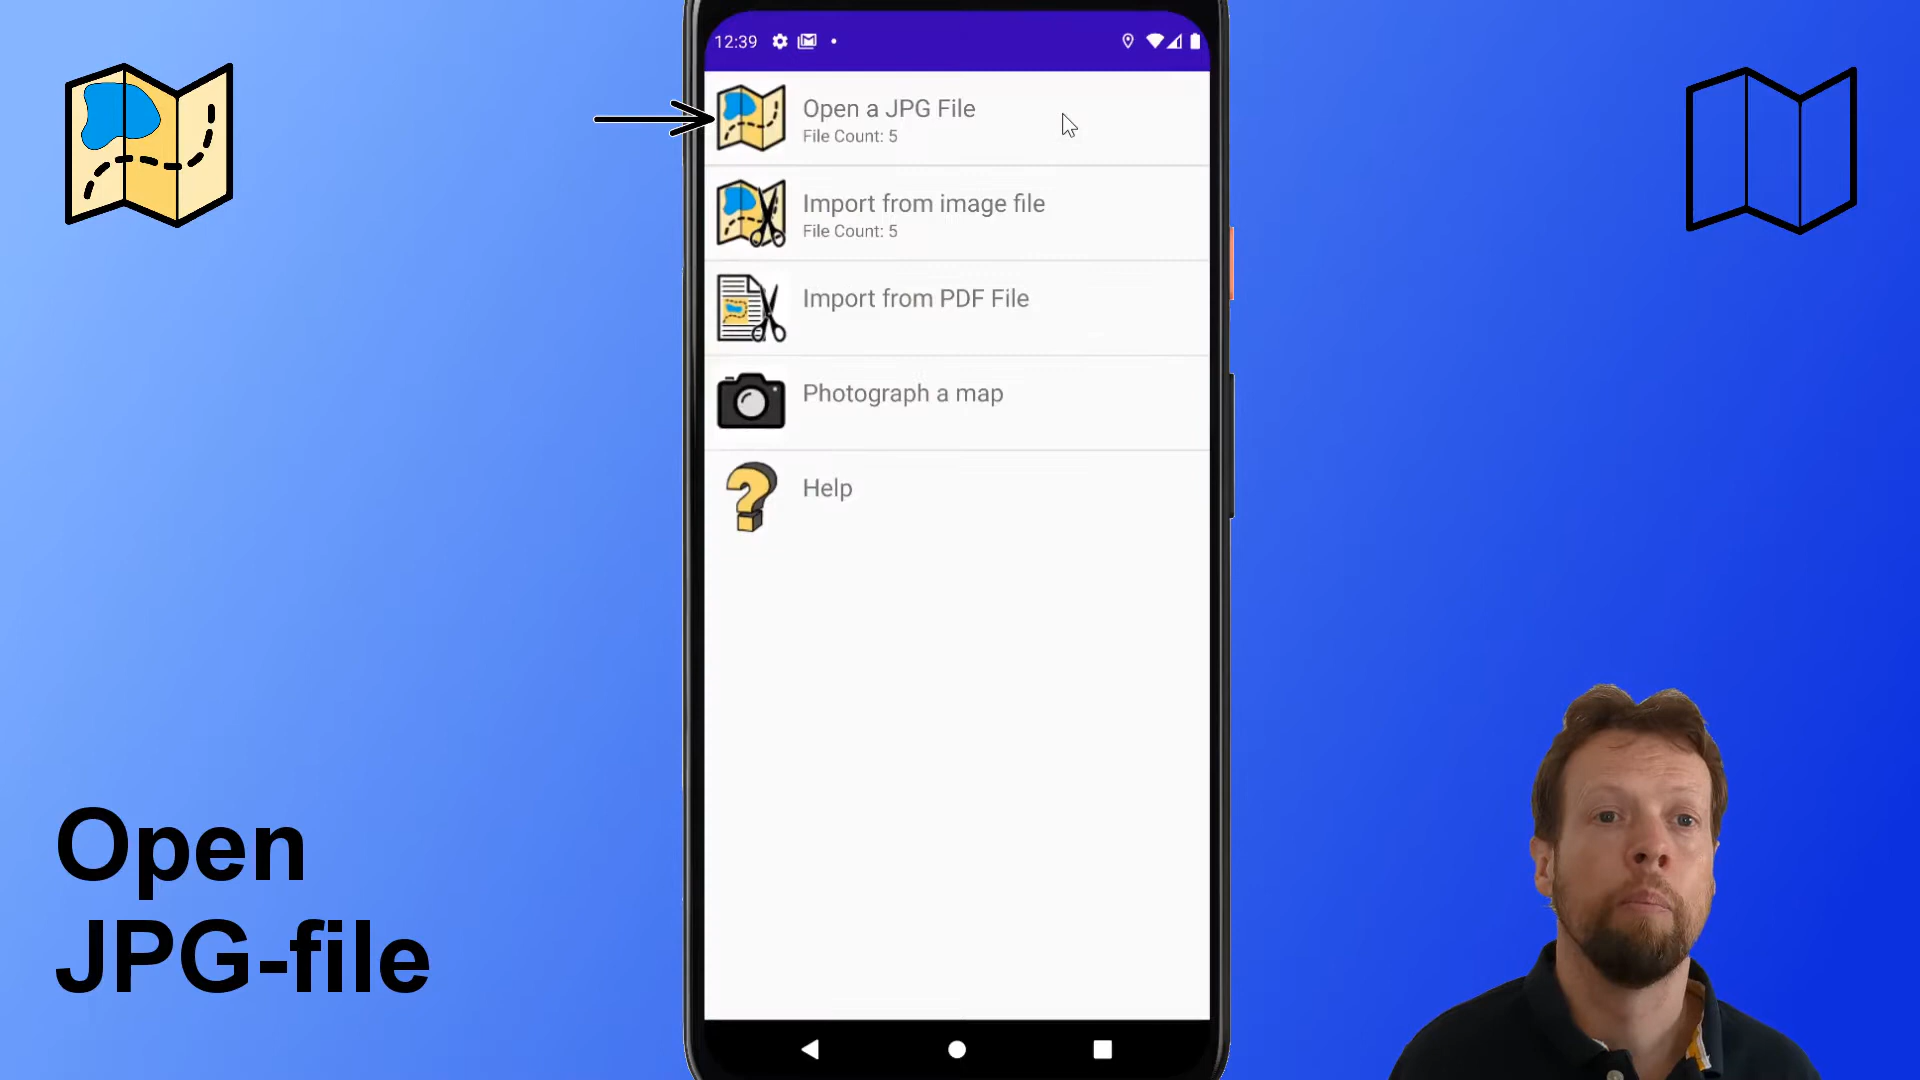 12:39
Open a JPG File
File Count: 5
Import from image file
File Count: 5
Import from PDF File
Photograph a map
Help
Open
JPG-file